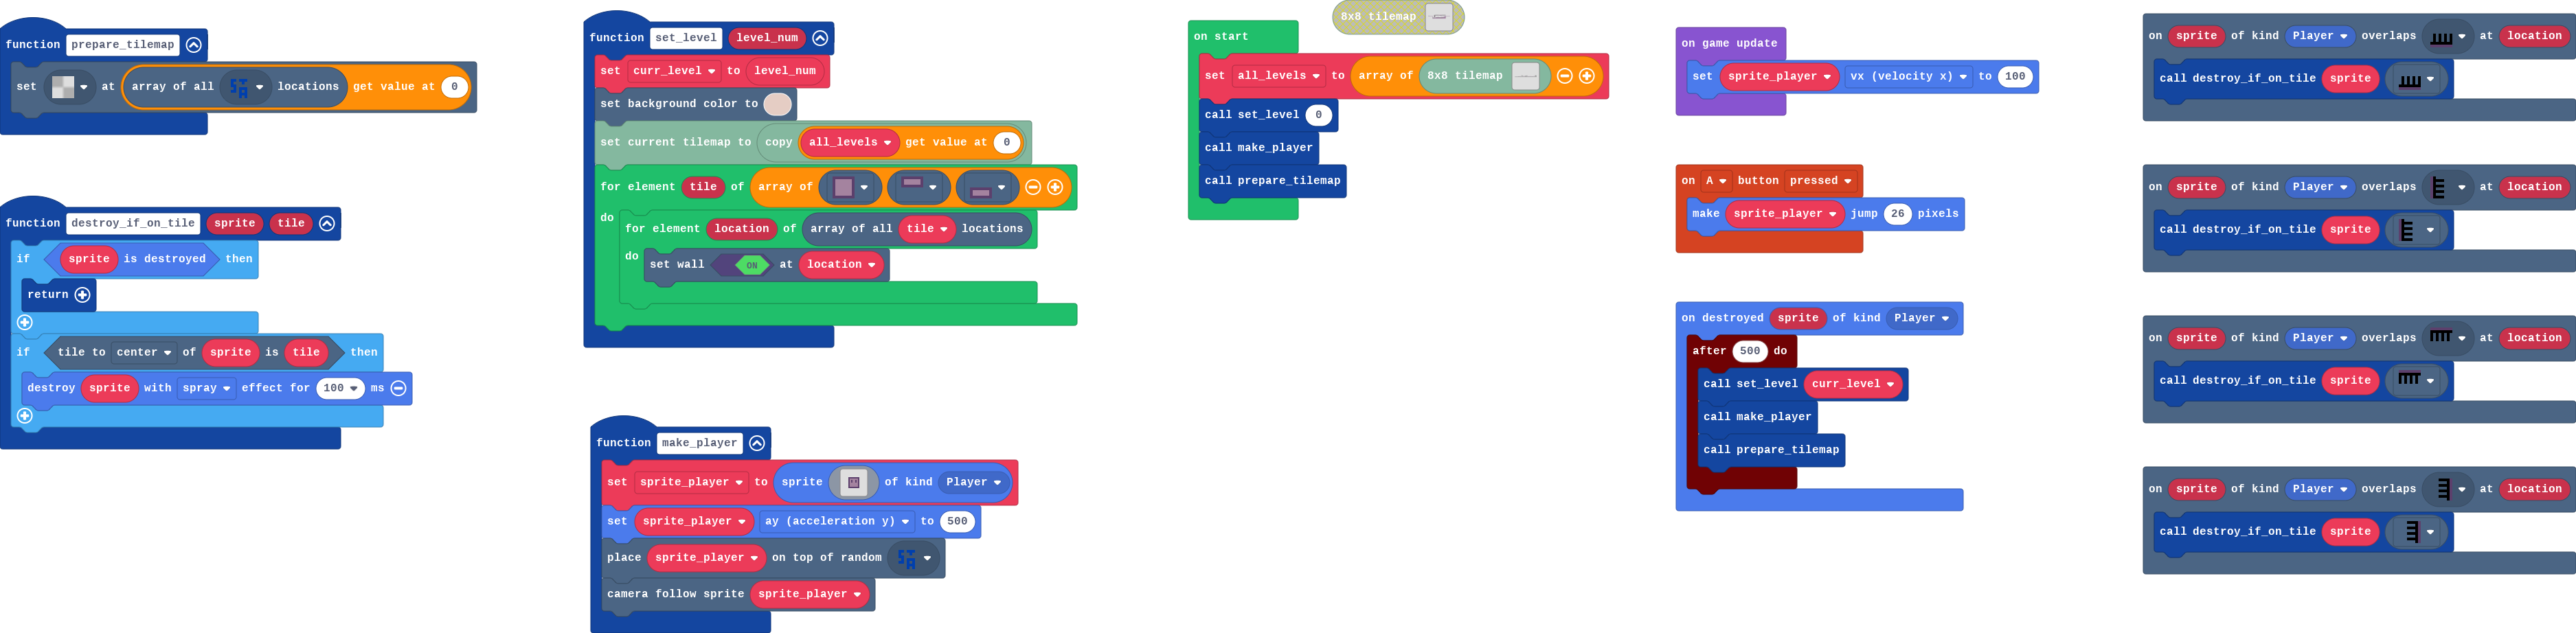 function prepare_tilemap
set at array of all locations get value at 0
function destroy_if_on_tile sprite tile
if sprite is destroyed then
return
if tile to center of sprite is tile then
destroy sprite with spray effect for 100 ms
function set_level level_num
set curr_level to level_num
set background color to
set current tilemap to copy all_levels get value at 0
for element tile of array of
do
for element location of array of all tile locations
do set wall ON at location
function make_player
set sprite_player to sprite of kind Player
set sprite_player ay (acceleration y) to 500
place sprite_player on top of random
camera follow sprite sprite_player
8x8 tilemap
on start
set all_levels to array of 8x8 tilemap
call set_level 0
call make_player
call prepare_tilemap
on game update
set sprite_player vx (velocity x) to 100
on A button pressed
make sprite_player jump 26 pixels
on destroyed sprite of kind Player
after 500 do
call set_level curr_level
call make_player
call prepare_tilemap
on sprite of kind Player overlaps at location
call destroy_if_on_tile sprite
on sprite of kind Player overlaps at location
call destroy_if_on_tile sprite
on sprite of kind Player overlaps at location
call destroy_if_on_tile sprite
on sprite of kind Player overlaps at location
call destroy_if_on_tile sprite